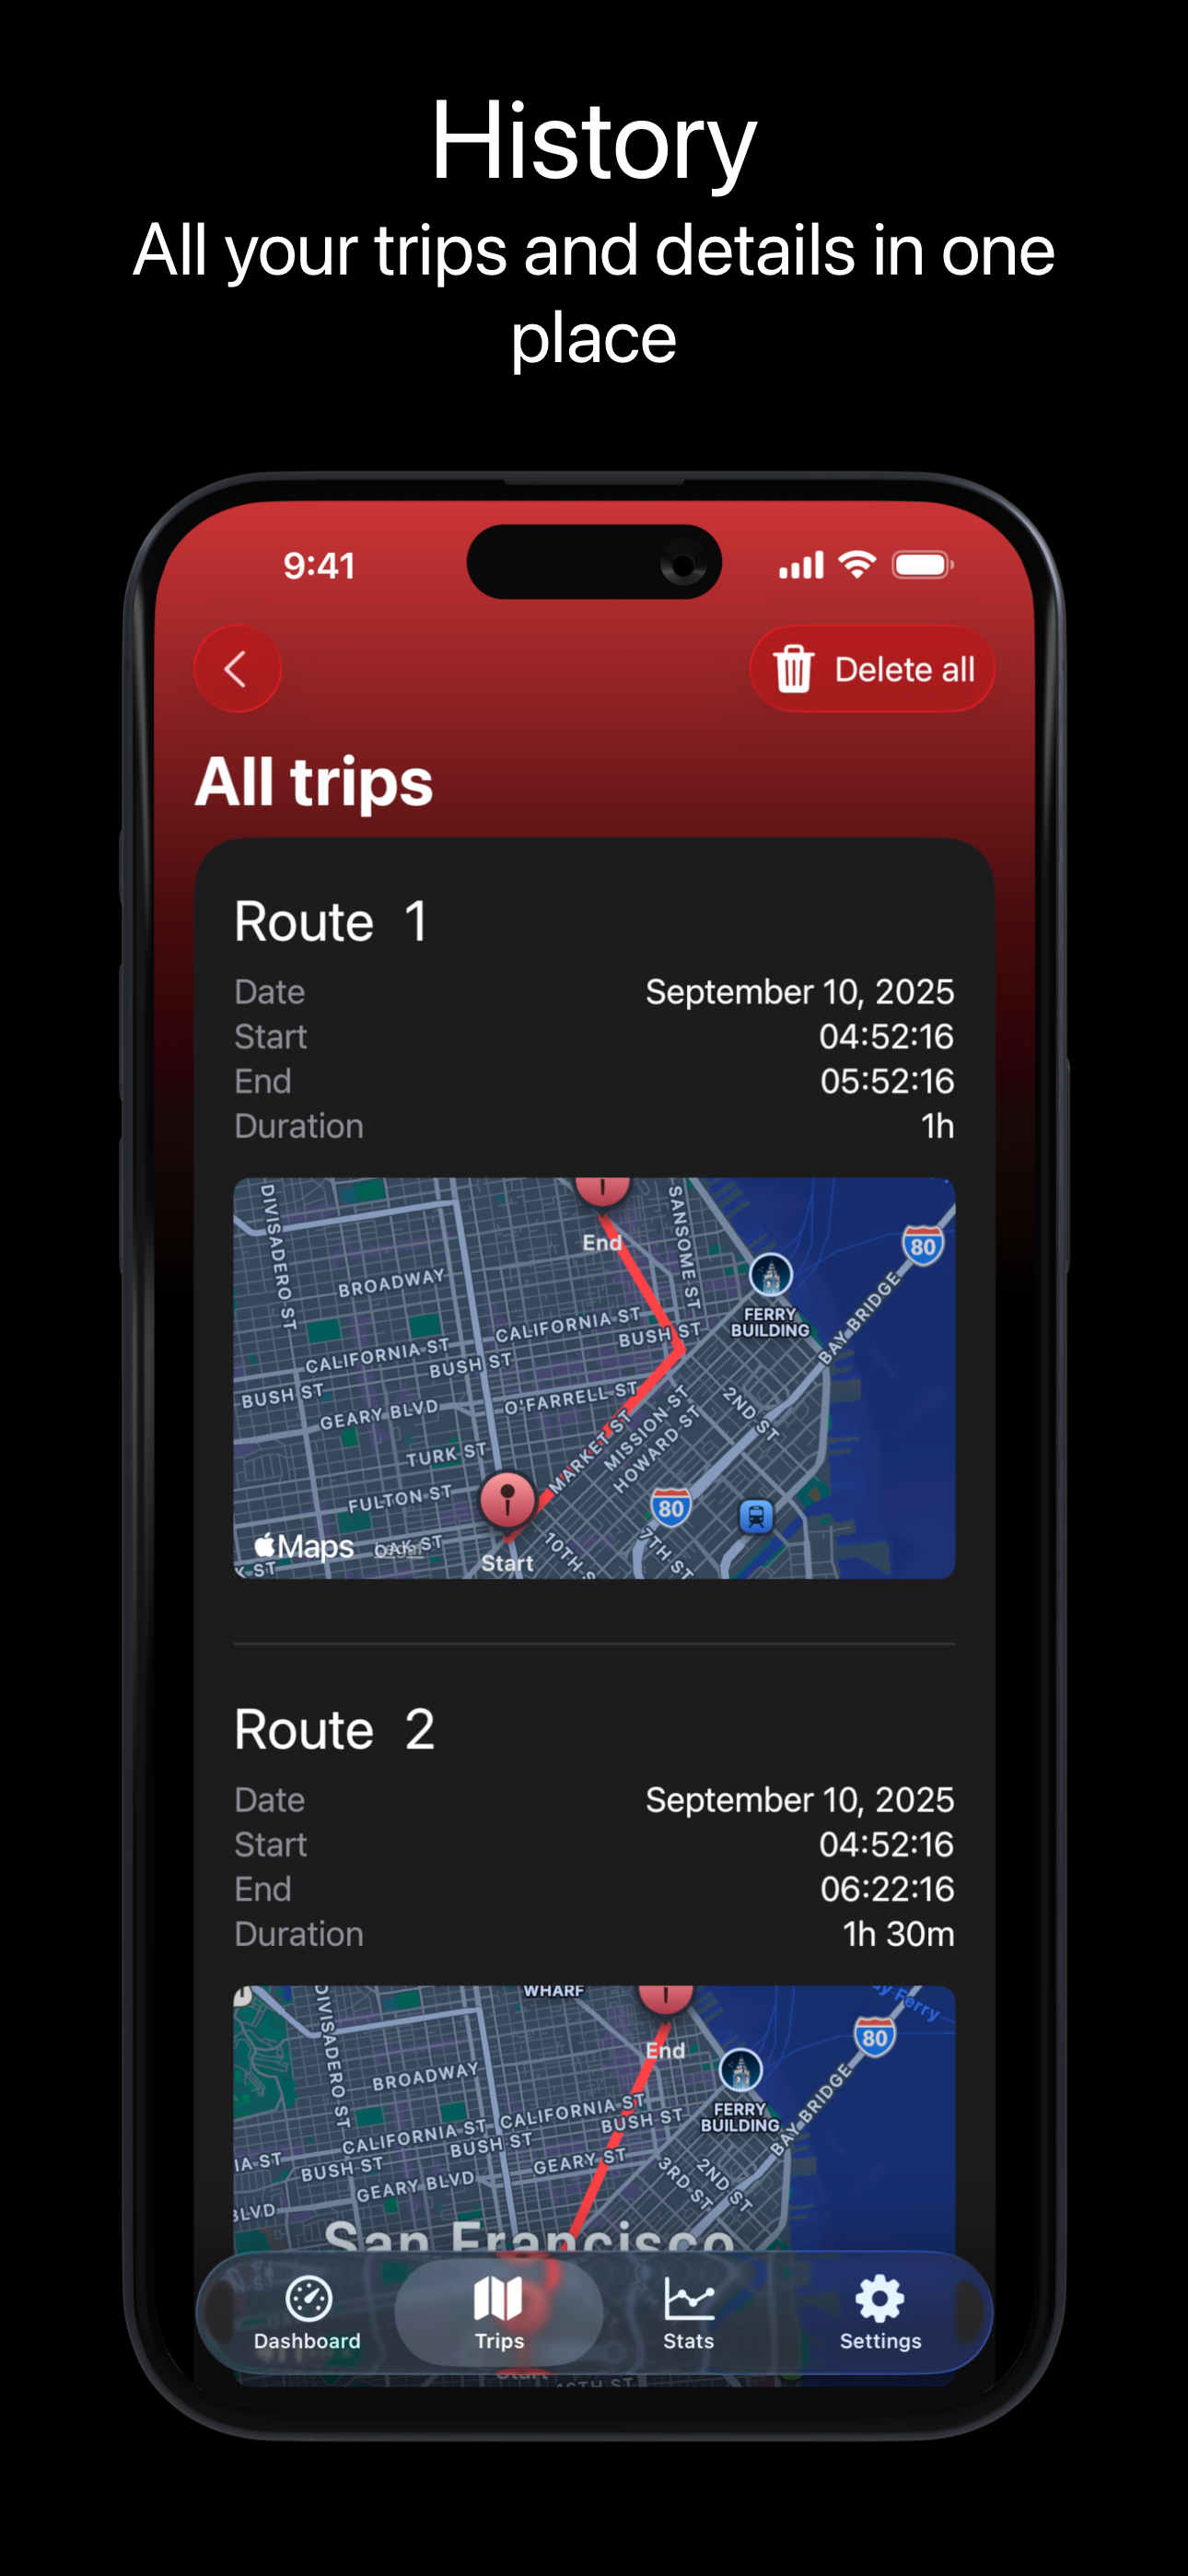 History
All your trips and details in one
place
9:41
Delete all
All trips
Route 1
Date September 10, 2025
Start 04:52:16
End 05:52:16
Duration 1h
DIVISADERO ST
SANSOME ST
End
80
BROADWAY
FERRY
BUILDING
BAY BRIDGE
CALIFORNIA ST
BUSH ST
CALIFORNIA ST
BUSH ST
BUSH ST
O'FARRELL ST
GEARY BLVD
2ND ST
MARKET ST
MISSION ST
HOWARD ST
TURK ST
FULTON ST
80
Maps
Legal
OAK ST
Start
10TH S
7TH ST
K ST
Route 2
Date September 10, 2025
Start 04:52:16
End 06:22:16
Duration 1h 30m
WHARF
y Ferry
DIVISADERO ST
80
End
BROADWAY
FERRY
BUILDING
BAY BRIDGE
CALIFORNIA ST
BUSH ST
CALIFORNIA ST
BUSH ST
IA ST
BUSH ST
GEARY ST
GEARY BLVD
3RD ST
2ND ST
BLVD
San Francisco
Dashboard
Trips
Stats
Settings
Start